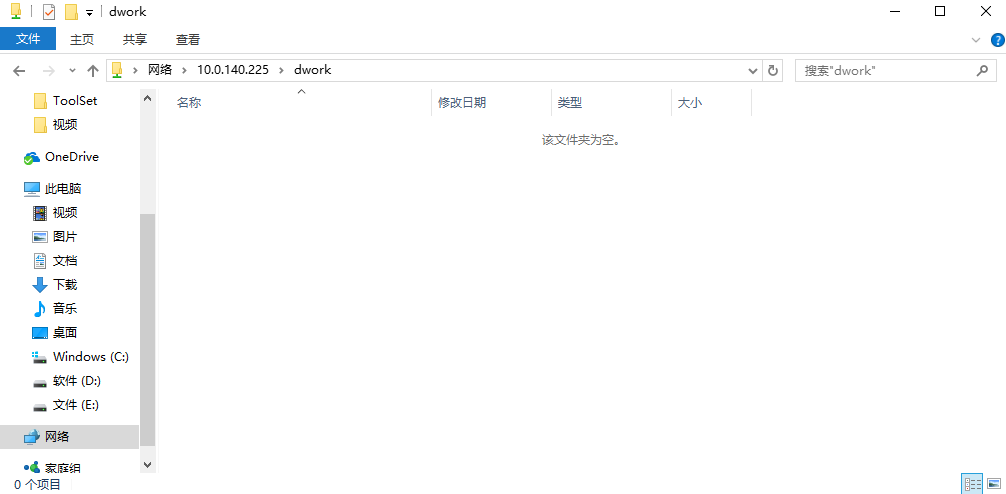 dwork
文件 主页 共享 查看
网络 10.0.140.225 dwork 搜索"dwork"
名称 修改日期 类型 大小
该文件夹为空。
ToolSet
视频
OneDrive
此电脑
视频
图片
文档
下载
音乐
桌面
Windows (C:)
软件 (D:)
文件 (E:)
网络
家庭组
0 个项目